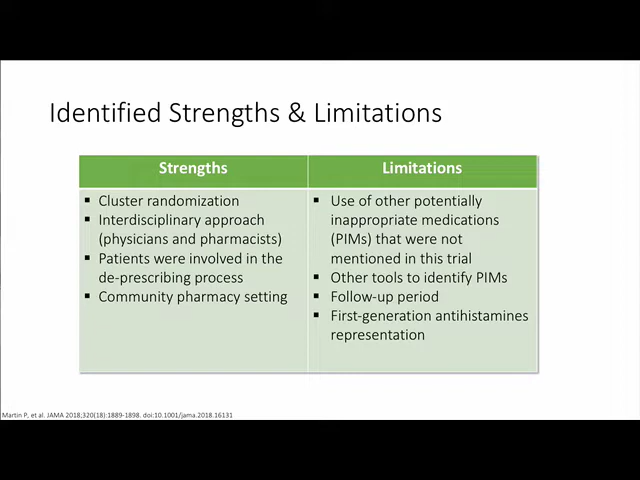 Identified Strengths & Limitations
Strengths
Limitations
▪ Cluster randomization
▪ Interdisciplinary approach
(physicians and pharmacists)
▪ Patients were involved in the
de-prescribing process
▪ Community pharmacy setting
▪ Use of other potentially
inappropriate medications
(PIMs) that were not
mentioned in this trial
▪ Other tools to identify PIMs
▪ Follow-up period
▪ First-generation antihistamines
representation
Martin P, et al. JAMA 2018;320(18):1889-1898. doi:10.1001/jama.2018.16131